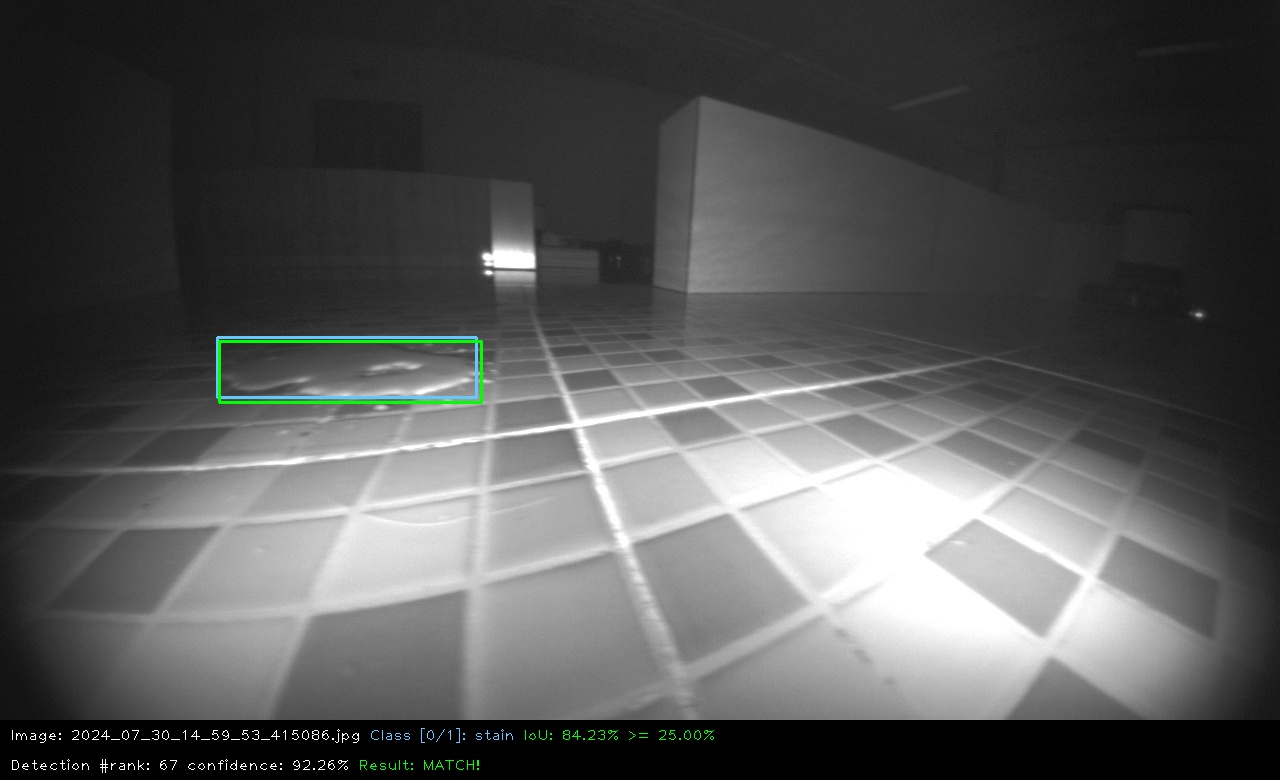 Image: 2024_07_30_14_59_53_415086.jpg Class [0/1]: stain IoU: 84.23% >= 25.00%
Detection #rank: 67 confidence: 92.26% Result: MATCH!